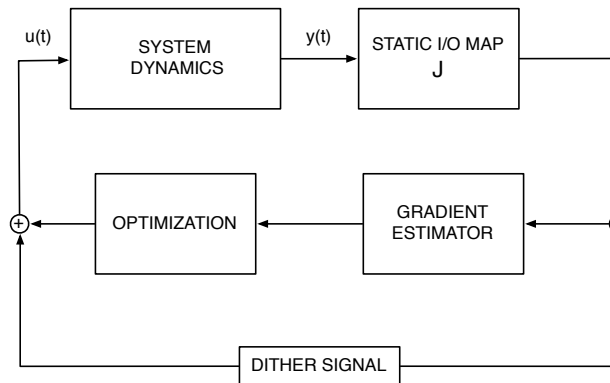 u(t)
SYSTEM
DYNAMICS
y(t)
STATIC I/O MAP
J
+
OPTIMIZATION
GRADIENT
ESTIMATOR
DITHER SIGNAL